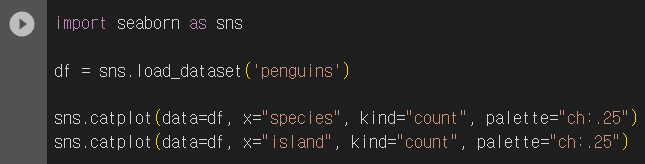 import seaborn as sns
df = sns.load_dataset('penguins')
sns.catplot(data=df, x="species", kind="count", palette="ch:.25")
sns.catplot(data=df, x="island", kind="count", palette="ch:.25")